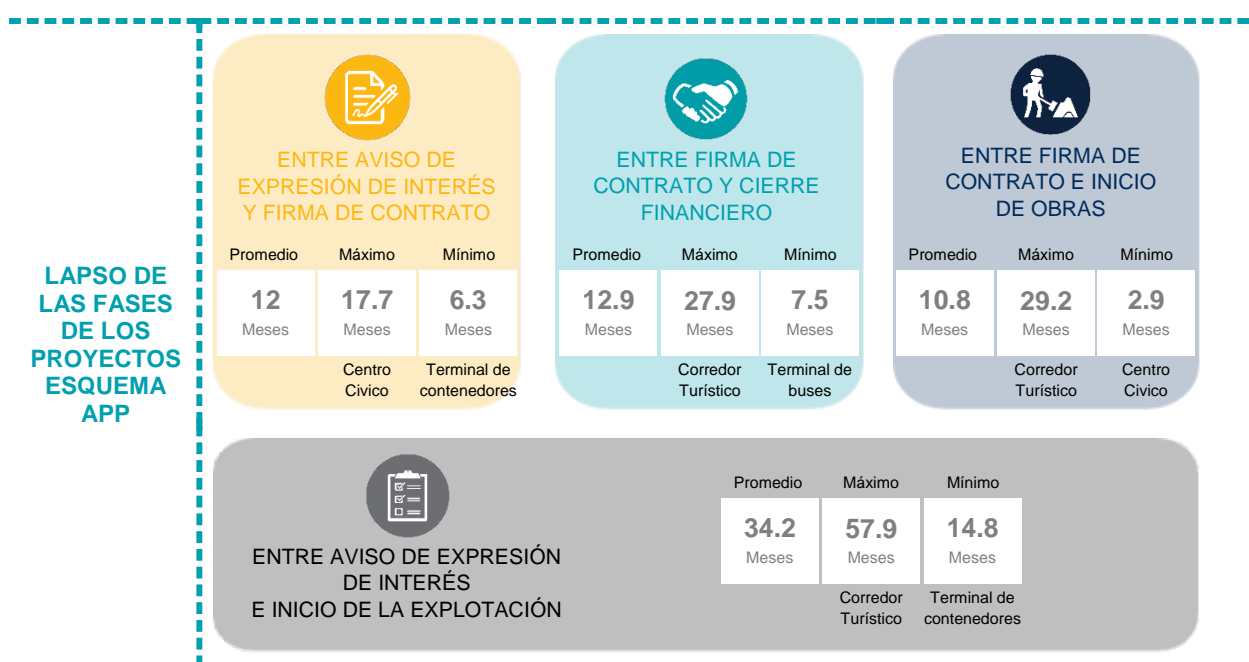 LAPSO DE
LAS FASES
DE LOS
PROYECTOS
ESQUEMA
APP
ENTRE AVISO DE
EXPRESIÓN DE INTERÉS
Y FIRMA DE CONTRATO
Promedio Máximo Mínimo
12 17.7 6.3
Meses Meses Meses
Centro Terminal de
Civico contenedores
ENTRE FIRMA DE
CONTRATO Y CIERRE
FINANCIERO
Promedio Máximo Mínimo
12.9 27.9 7.5
Meses Meses Meses
Corredor Terminal de
Turístico buses
ENTRE FIRMA DE
CONTRATO E INICIO
DE OBRAS
Promedio Máximo Mínimo
10.8 29.2 2.9
Meses Meses Meses
Corredor Centro
Turístico Civico
ENTRE AVISO DE EXPRESIÓN
DE INTERÉS
E INICIO DE LA EXPLOTACIÓN
Promedio Máximo Mínimo
34.2 57.9 14.8
Meses Meses Meses
Corredor Terminal de
Turístico contenedores